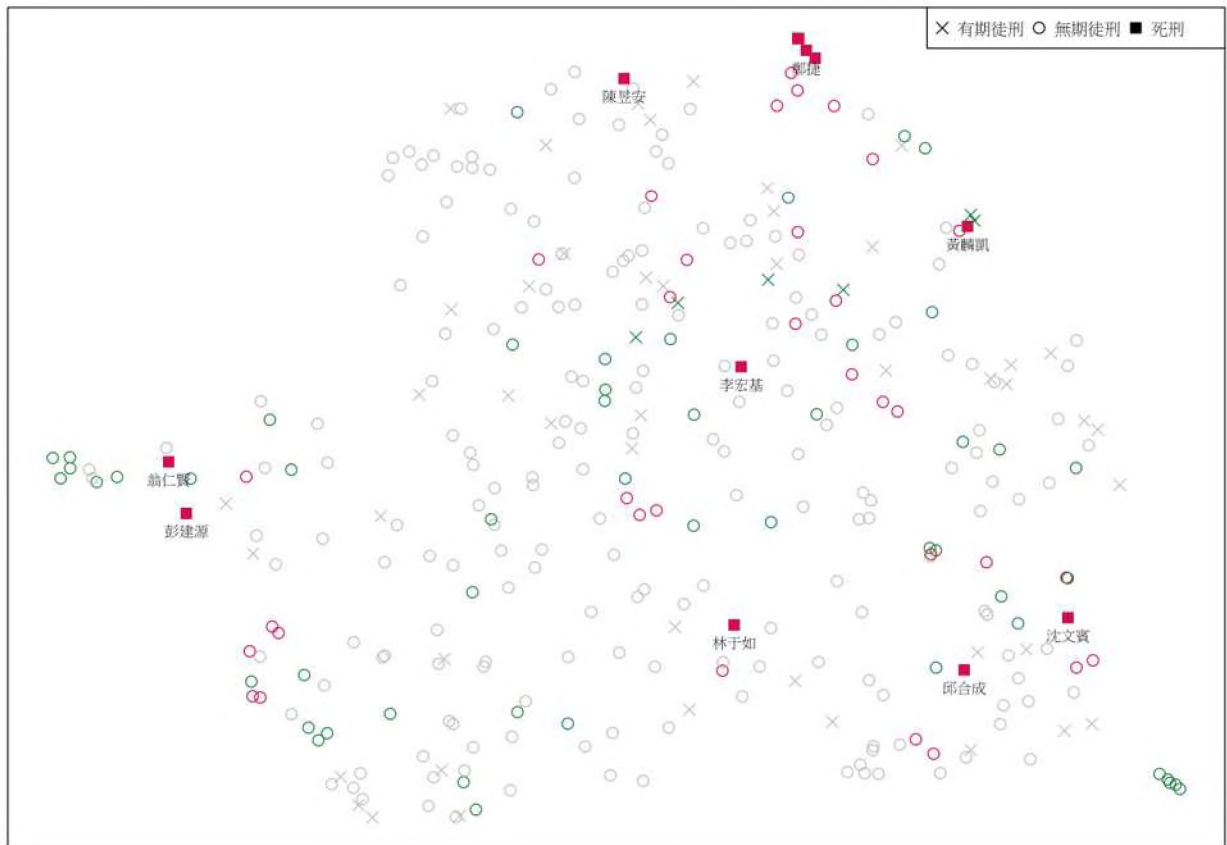 有期徒刑 無期徒刑 死刑
鄭捷
陳昱安
黃麟凱
李宏基
翁仁賢
彭建源
林于如
沈文賓
邱合成